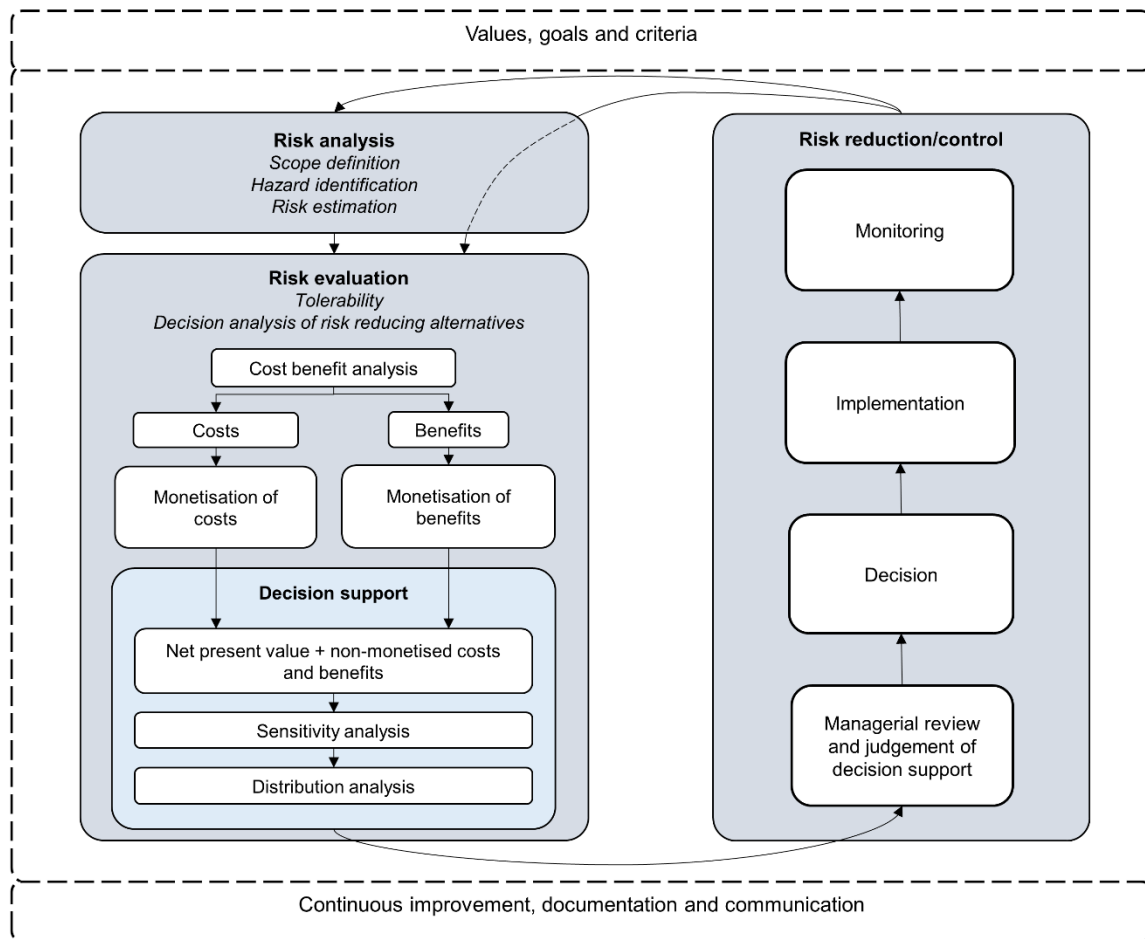 Values, goals and criteria
Risk analysis
Scope definition
Hazard identification
Risk estimation
Risk evaluation
Tolerability
Decision analysis of risk reducing alternatives
Cost benefit analysis
Costs
Benefits
Monetisation of
costs
Monetisation of
benefits
Decision support
Net present value + non-monetised costs
and benefits
Sensitivity analysis
Distribution analysis
Risk reduction/control
Monitoring
Implementation
Decision
Managerial review
and judgement of
decision support
Continuous improvement, documentation and communication